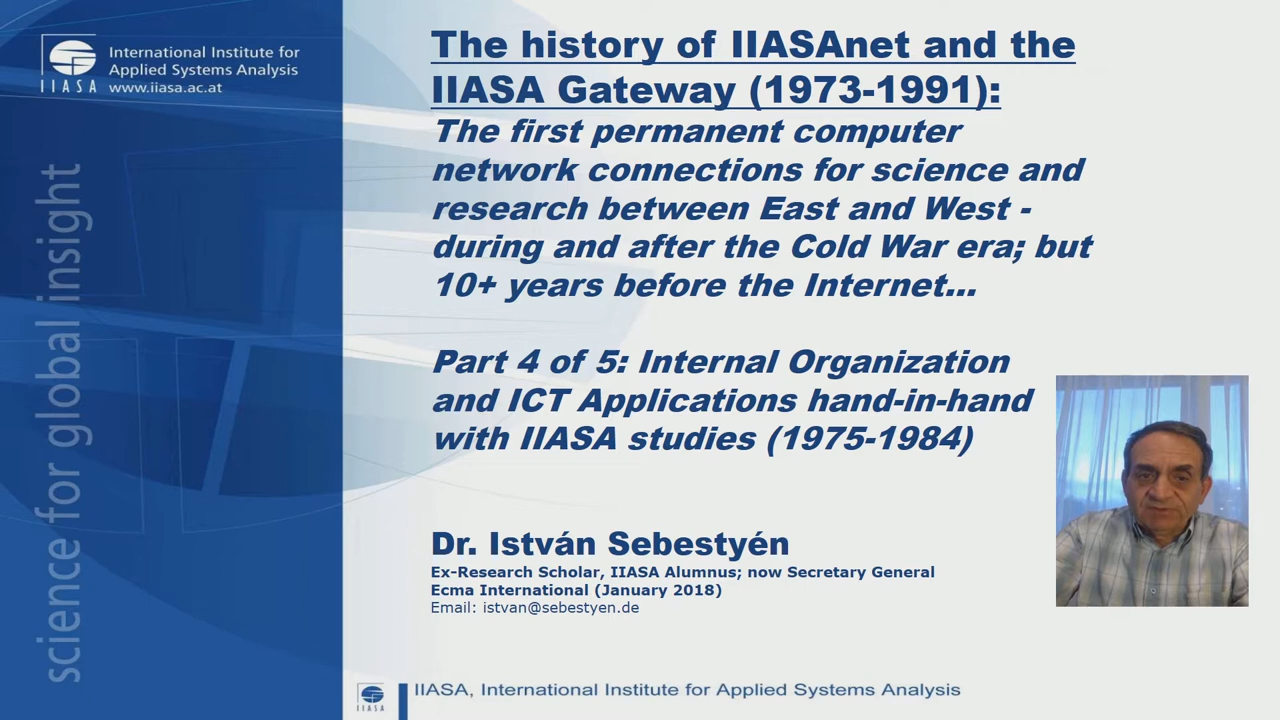 International Institute for
Applied Systems Analysis
IIASA www.iiasa.ac.at
science for global insight
The history of IIASAnet and the
IIASA Gateway (1973-1991):
The first permanent computer
network connections for science and
research between East and West -
during and after the Cold War era; but
10+ years before the Internet...
Part 4 of 5: Internal Organization
and ICT Applications hand-in-hand
with IIASA studies (1975-1984)
Dr. István Sebestyén
Ex-Research Scholar, IIASA Alumnus; now Secretary General
Ecma International (January 2018)
Email: istvan@sebestyen.de
IIASA
IIASA, International Institute for Applied Systems Analysis